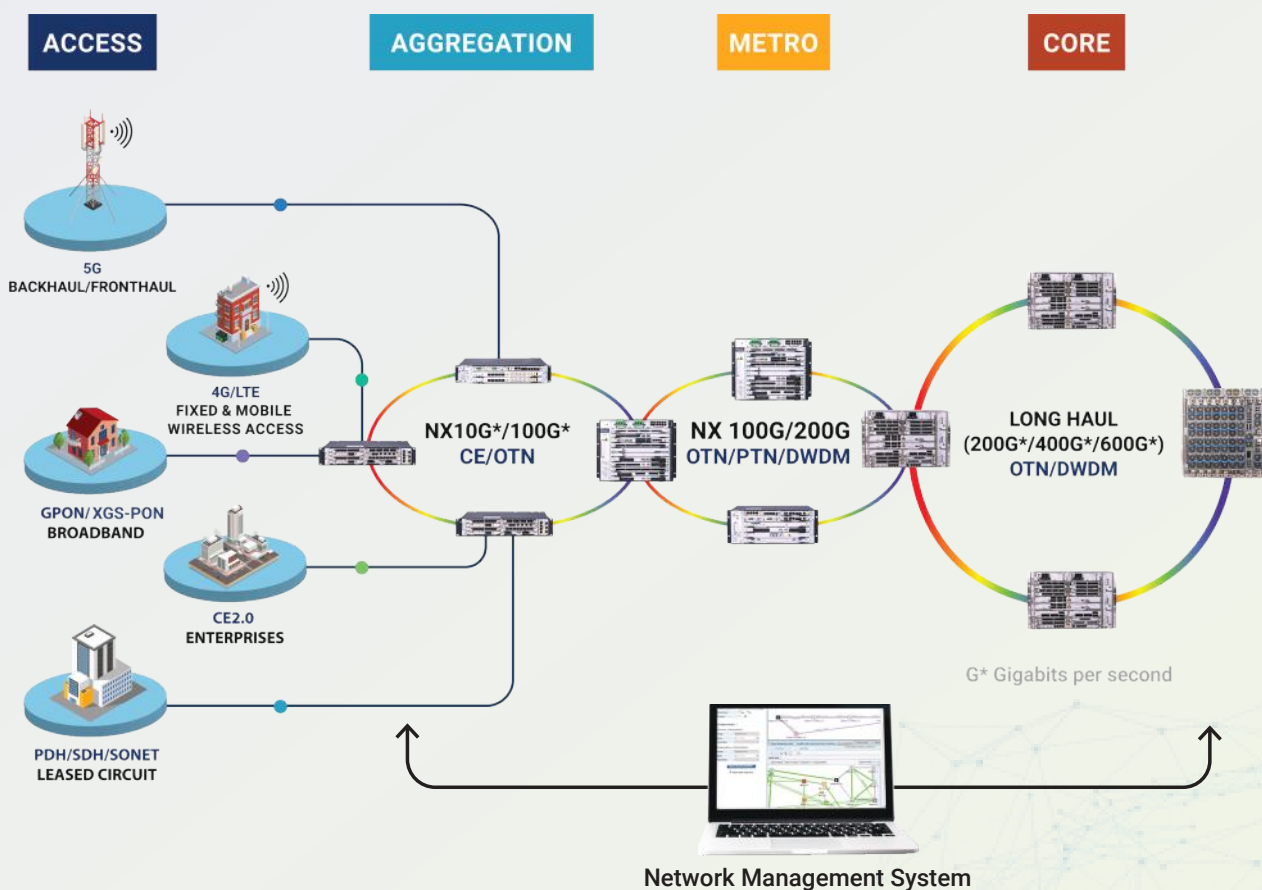 ACCESS
AGGREGATION
METRO
CORE
5G
BACKHAUL/FRONTHAUL
4G/LTE
FIXED & MOBILE
WIRELESS ACCESS
GPON/ XGS-PON
BROADBAND
CE2.0
ENTERPRISES
PDH/SDH/SONET
LEASED CIRCUIT
NX10G*/100G*
CE/OTN
NX 100G/200G
OTN/PTN/DWDM
LONG HAUL
(200G*/400G*/600G*)
OTN/DWDM
G* Gigabits per second
Network Management System